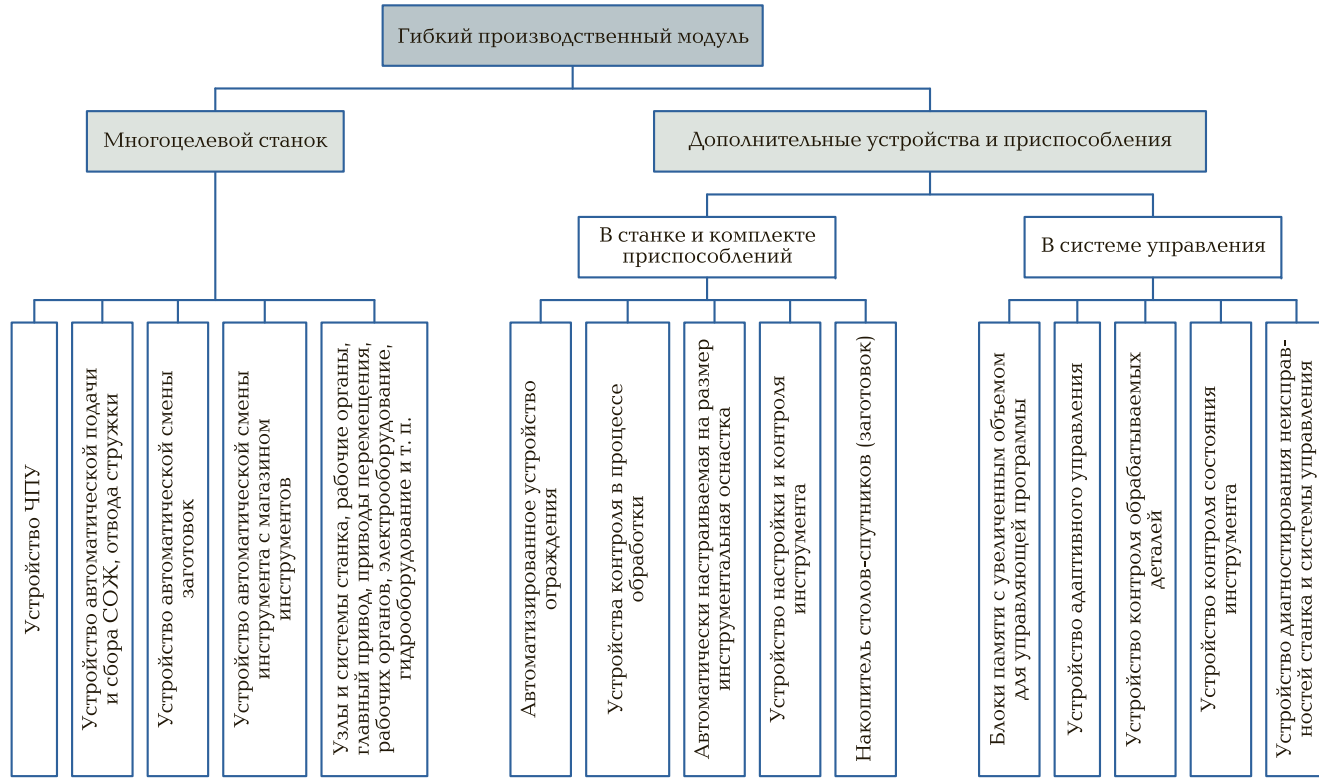 Гибкий производственный модуль
Многоцелевой станок
Дополнительные устройства и приспособления
В станке и комплекте
приспособлений
В системе управления
Устройство ЧПУ
Устройство автоматической подачи
и сбора СОЖ, отвода стружки
Устройство автоматической смены
заготовок
Устройство автоматической смены
инструмента с магазином
инструментов
Узлы и системы станка, рабочие органы,
главный привод, приводы перемещения,
рабочих органов, электрооборудование,
гидрооборудование и т. п.
Автоматизированное устройство
ограждения
Устройства контроля в процессе
обработки
Автоматически настраиваемая на размер
инструментальная оснастка
Устройство настройки и контроля
инструмента
Накопитель столов-спутников (заготовок)
Блоки памяти с увеличенным объемом
для управляющей программы
Устройство адаптивного управления
Устройство контроля обрабатываемых
деталей
Устройство контроля состояния
инструмента
Устройство диагностирования неисправ-
ностей станка и системы управления